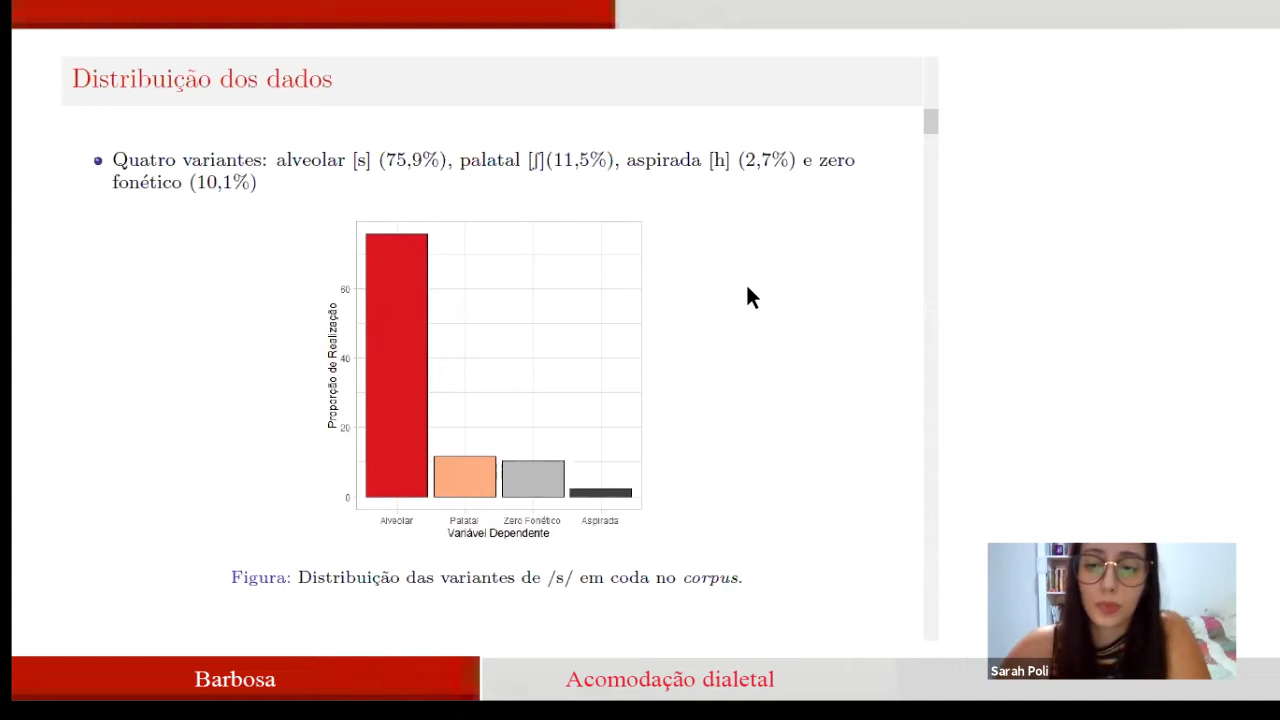 Distribuição dos dados
Quatro variantes: alveolar [s] (75,9%), palatal [ʃ](11,5%), aspirada [h] (2,7%) e zero
fonético (10,1%)
Proporção de Realização
60
40
20
0
Alveolar Palatal Zero Fonético Aspirada
Variável Dependente
Figura: Distribuição das variantes de /s/ em coda no corpus.
Sarah Poli
Barbosa Acomodação dialetal